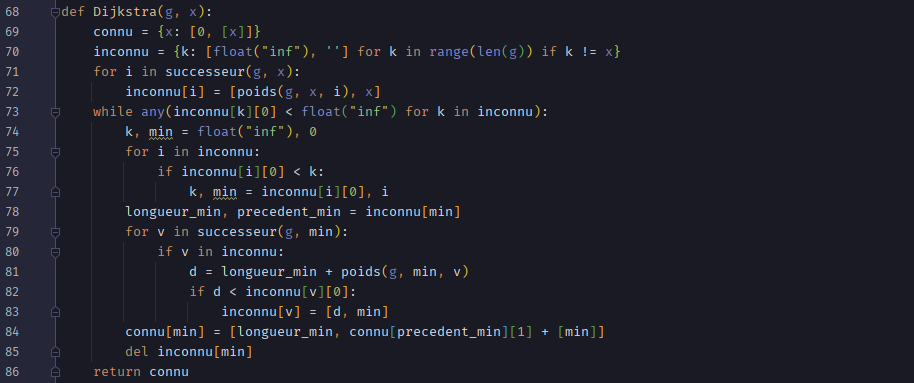 68 def Dijkstra(g, x):
69     connu = {x: [0, [x]]}
70     inconnu = {k: [float("inf"), ''] for k in range(len(g)) if k != x}
71     for i in successeur(g, x):
72         inconnu[i] = [poids(g, x, i), x]
73     while any(inconnu[k][0] < float("inf") for k in inconnu):
74         k, min = float("inf"), 0
75         for i in inconnu:
76             if inconnu[i][0] < k:
77                 k, min = inconnu[i][0], i
78         longueur_min, precedent_min = inconnu[min]
79         for v in successeur(g, min):
80             if v in inconnu:
81                 d = longueur_min + poids(g, min, v)
82                 if d < inconnu[v][0]:
83                     inconnu[v] = [d, min]
84         connu[min] = [longueur_min, connu[precedent_min][1] + [min]]
85         del inconnu[min]
86     return connu